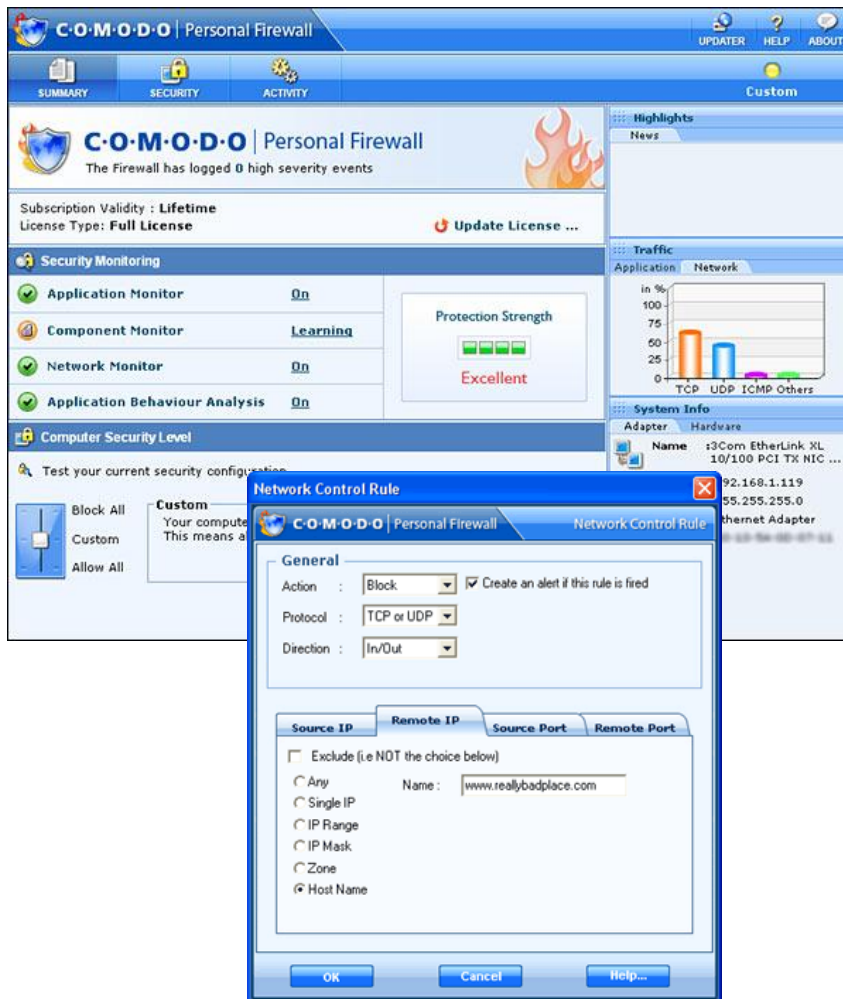 C·O·M·O·D·O | Personal Firewall
UPDATER HELP ABOUT
SUMMARY SECURITY ACTIVITY
Custom
C·O·M·O·D·O | Personal Firewall
The Firewall has logged 0 high severity events
Subscription Validity : Lifetime
License Type: Full License
Update License ...
Security Monitoring
Application Monitor On
Component Monitor Learning
Network Monitor On
Application Behaviour Analysis On
Protection Strength
Excellent
Computer Security Level
Test your current security configuration
Block All
Custom
Allow All
Custom
Your compute
This means a
Highlights
News
Traffic
Application Network
in %
100
75
50
25
0
TCP UDP ICMP Others
System Info
Adapter Hardware
Name :3Com EtherLink XL
10/100 PCI TX NIC ...
92.168.1.119
55.255.255.0
thernet Adapter
Network Control Rule
C·O·M·O·D·O | Personal Firewall Network Control Rule
General
Action : Block Create an alert if this rule is fired
Protocol : TCP or UDP
Direction : In/Out
Source IP Remote IP Source Port Remote Port
Exclude (i.e NOT the choice below)
Any
Single IP
IP Range
IP Mask
Zone
Host Name
Name : www.reallybadplace.com
OK Cancel Help...